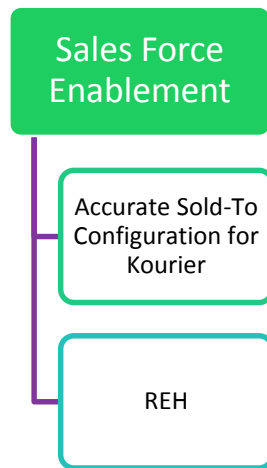 Sales Force
Enablement
Accurate Sold-To
Configuration for
Kourier
REH